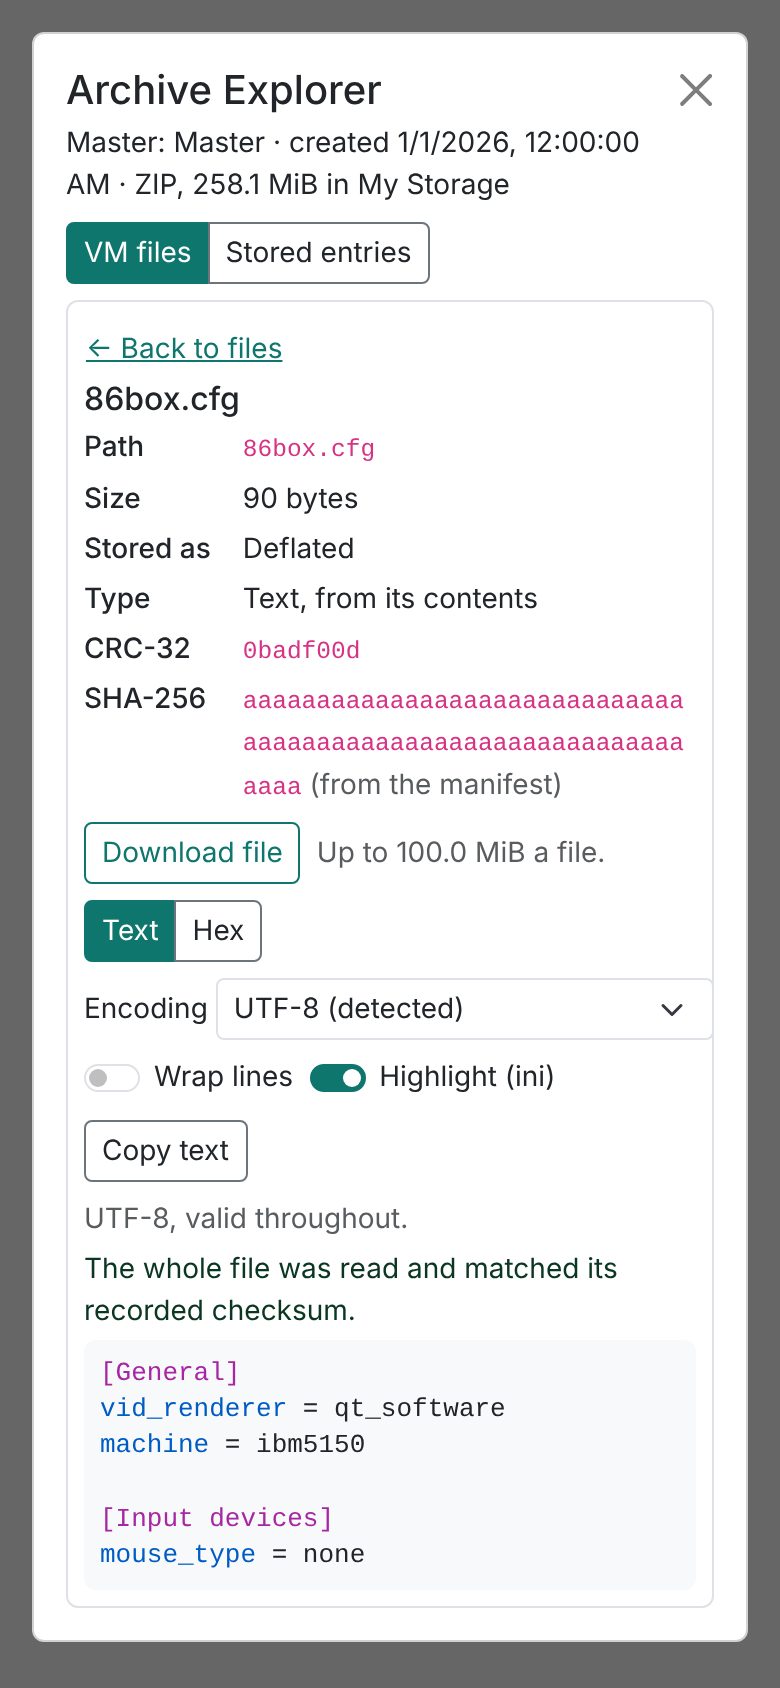 Archive Explorer
Master: Master · created 1/1/2026, 12:00:00
AM · ZIP, 258.1 MiB in My Storage
VM files Stored entries
← Back to files
86box.cfg
Path 86box.cfg
Size 90 bytes
Stored as Deflated
Type Text, from its contents
CRC-32 0badf00d
SHA-256 aaaaaaaaaaaaaaaaaaaaaaaaaaaaaa
aaaaaaaaaaaaaaaaaaaaaaaaaaaaaa
aaaa (from the manifest)
Download file Up to 100.0 MiB a file.
Text Hex
Encoding UTF-8 (detected)
Wrap lines Highlight (ini)
Copy text
UTF-8, valid throughout.
The whole file was read and matched its
recorded checksum.
[General]
vid_renderer = qt_software
machine = ibm5150
[Input devices]
mouse_type = none